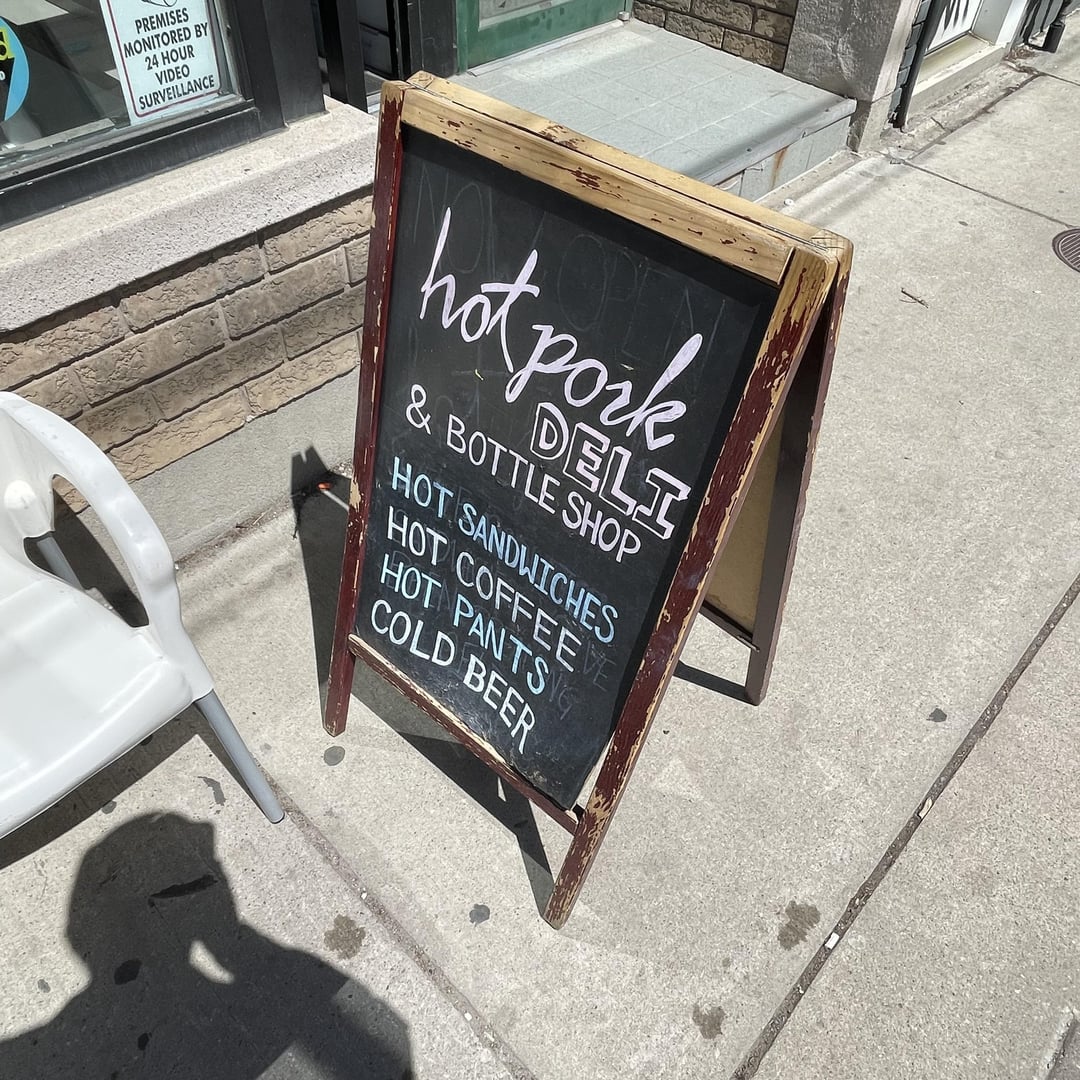 PREMISES
MONITORED BY
24 HOUR
VIDEO
SURVEILLANCE
hot pork
DELI
& BOTTLE SHOP
HOT SANDWICHES
HOT COFFEE
HOT PANTS
COLD BEER